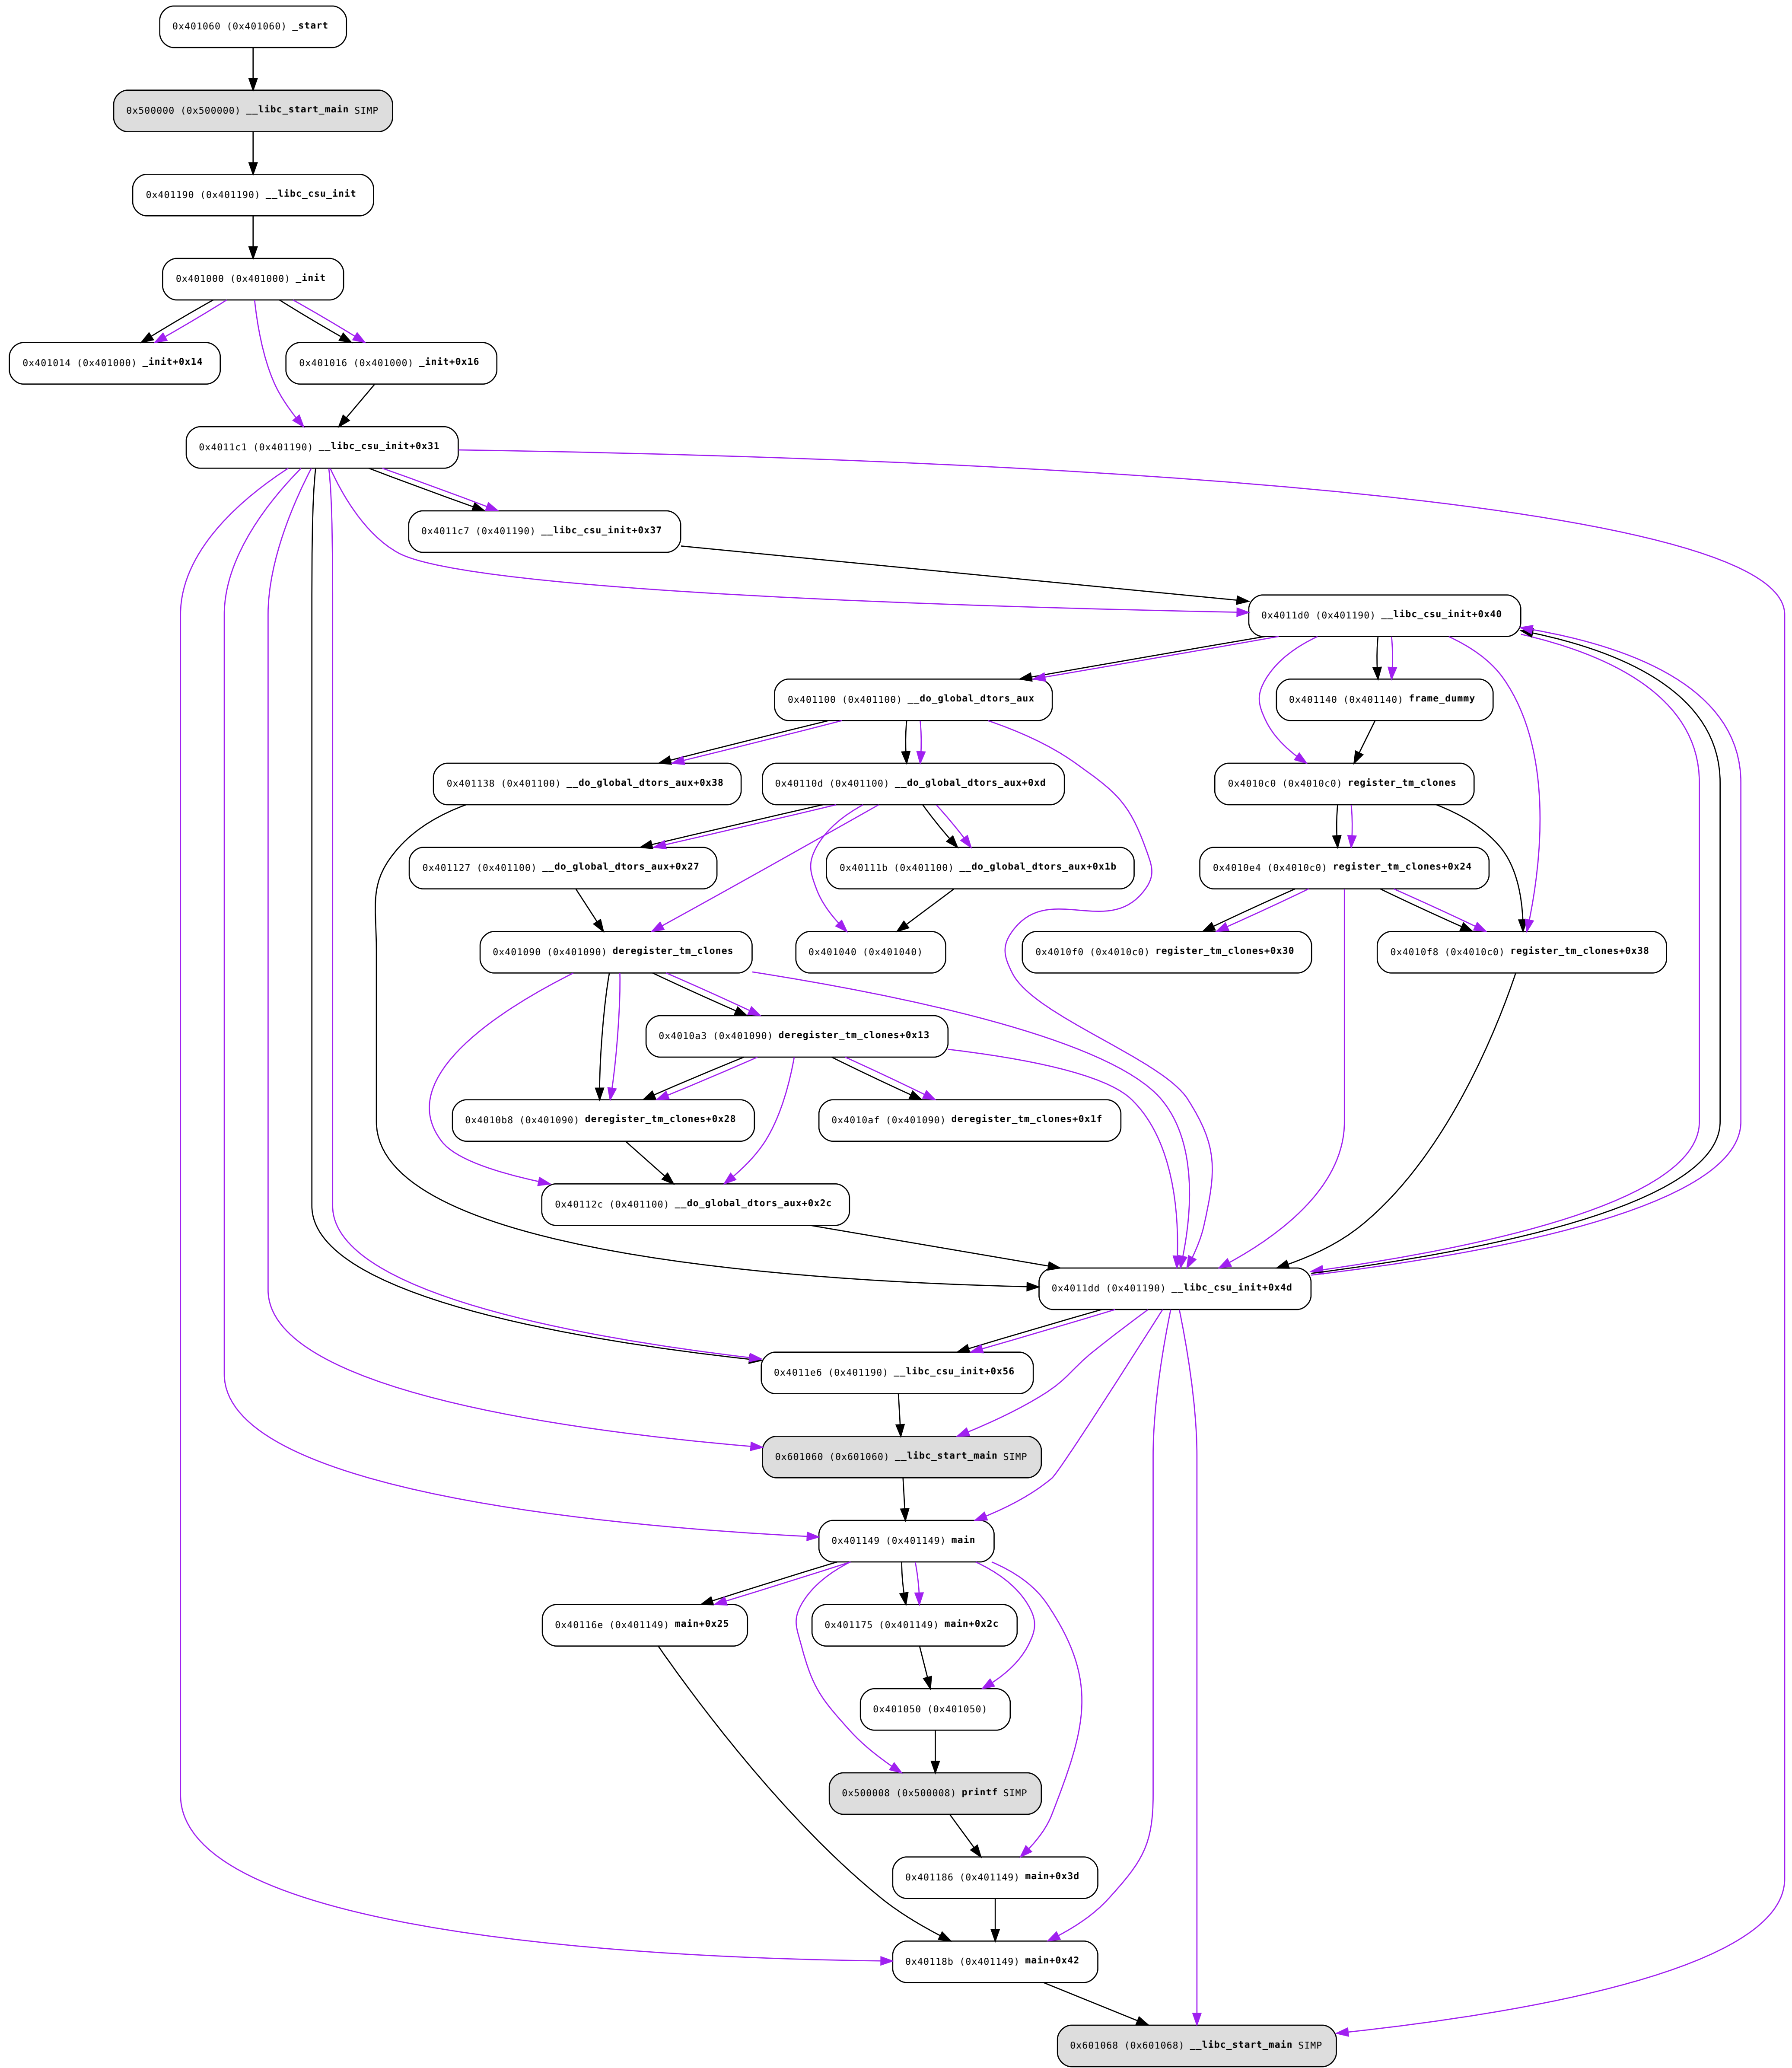 0x401060 (0x401060) _start
0x500000 (0x500000) __libc_start_main SIMP
0x401190 (0x401190) __libc_csu_init
0x401000 (0x401000) _init
0x401014 (0x401000) _init+0x14
0x401016 (0x401000) _init+0x16
0x4011c1 (0x401190) __libc_csu_init+0x31
0x4011c7 (0x401190) __libc_csu_init+0x37
0x4011d0 (0x401190) __libc_csu_init+0x40
0x401100 (0x401100) __do_global_dtors_aux
0x401140 (0x401140) frame_dummy
0x401138 (0x401100) __do_global_dtors_aux+0x38
0x40110d (0x401100) __do_global_dtors_aux+0xd
0x4010c0 (0x4010c0) register_tm_clones
0x401127 (0x401100) __do_global_dtors_aux+0x27
0x40111b (0x401100) __do_global_dtors_aux+0x1b
0x4010e4 (0x4010c0) register_tm_clones+0x24
0x401090 (0x401090) deregister_tm_clones
0x401040 (0x401040)
0x4010f0 (0x4010c0) register_tm_clones+0x30
0x4010f8 (0x4010c0) register_tm_clones+0x38
0x4010a3 (0x401090) deregister_tm_clones+0x13
0x4010b8 (0x401090) deregister_tm_clones+0x28
0x4010af (0x401090) deregister_tm_clones+0x1f
0x40112c (0x401100) __do_global_dtors_aux+0x2c
0x4011dd (0x401190) __libc_csu_init+0x4d
0x4011e6 (0x401190) __libc_csu_init+0x56
0x601060 (0x601060) __libc_start_main SIMP
0x401149 (0x401149) main
0x40116e (0x401149) main+0x25
0x401175 (0x401149) main+0x2c
0x401050 (0x401050)
0x500008 (0x500008) printf SIMP
0x401186 (0x401149) main+0x3d
0x40118b (0x401149) main+0x42
0x601068 (0x601068) __libc_start_main SIMP